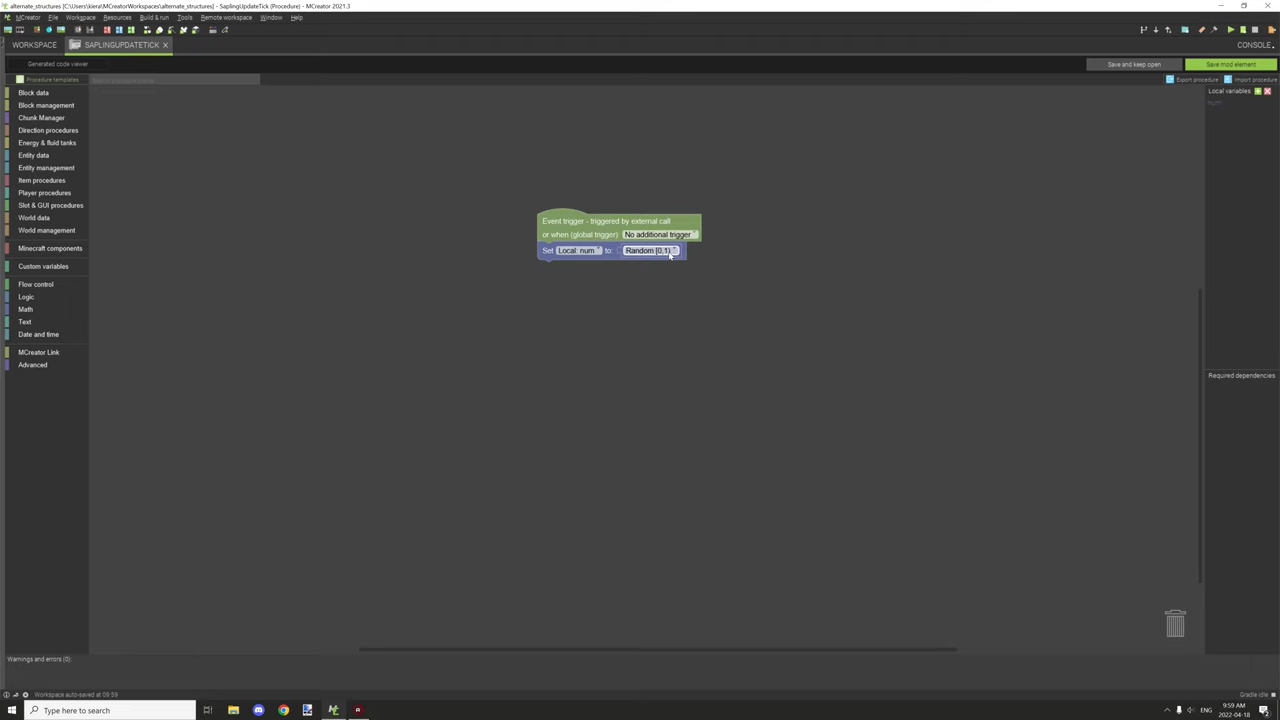 alternate_structures [C:\Users\kiera\MCreatorWorkspaces\alternate_structures] - SaplingUpdateTick (Procedure) - MCreator 2021.3
MCreator File Workspace Resources Build & run Tools Remote workspace Window Help
WORKSPACE SAPLINGUPDATETICK CONSOLE
Generated code viewer Save and keep open Save mod element
Procedure templates Export procedure Import procedure
Block data
Block management
Chunk Manager
Direction procedures
Energy & fluid tanks
Entity data
Entity management
Item procedures
Player procedures
Slot & GUI procedures
World data
World management
Minecraft components
Custom variables
Flow control
Logic
Math
Text
Date and time
MCreator Link
Advanced
Event trigger - triggered by external call
or when (global trigger) No additional trigger
Set Local: num to: Random [0,1)
Local variables
num
Required dependencies
Warnings and errors (0):
Workspace auto-saved at 09:59 Gradle idle
Type here to search ENG 9:59 AM
2022-04-18